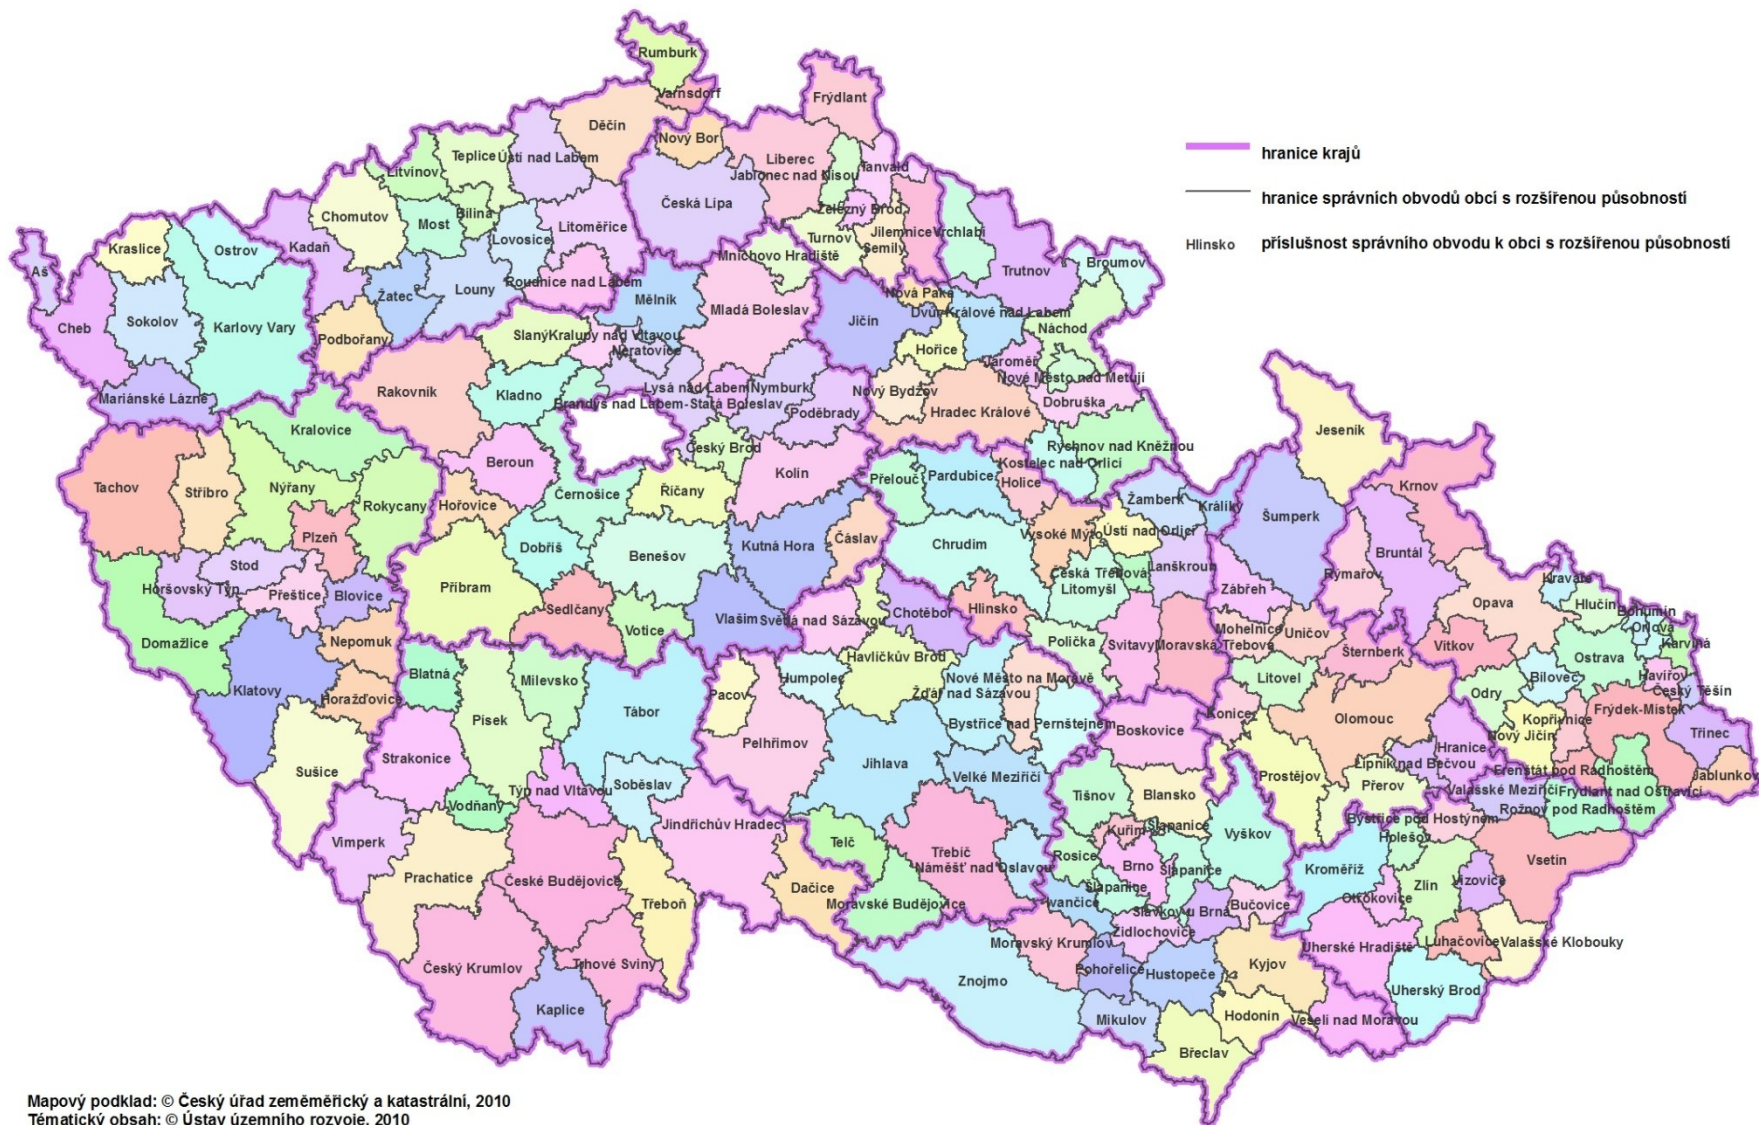 Rumburk
Varnsdorf
Frýdlant
Děčín
Nový Bor
Teplice
Ústí nad Labem
Liberec
Jablonec nad Nisou
Tanvald
Litvínov
hranice krajů
hranice správních obvodů obcí s rozšířenou působností
Hlinsko
příslušnost správního obvodu k obci s rozšířenou působností
Chomutov
Most
Bílina
Litoměřice
Česká Lípa
Železný Brod
Kraslice
Ostrov
Kadaň
Lovosice
Turnov
Semily
Jilemnice
Vrchlabí
Mnichovo Hradiště
Trutnov
Broumov
Aš
Cheb
Sokolov
Karlovy Vary
Žatec
Louny
Roudnice nad Labem
Mělník
Mladá Boleslav
Nová Paka
Dvůr Králové nad Labem
Jičín
Náchod
Podbořany
Slaný
Kralupy nad Vltavou
Neratovice
Hořice
Jaroměř
Nové Město nad Metují
Mariánské Lázně
Rakovník
Kladno
Lysá nad Labem
Nymburk
Nový Bydžov
Brandýs nad Labem-Stará Boleslav
Poděbrady
Hradec Králové
Dobruška
Kralovice
Beroun
Český Brod
Kolín
Rychnov nad Kněžnou
Kostelec nad Orlicí
Jeseník
Tachov
Stříbro
Nýřany
Rokycany
Hořovice
Černošice
Říčany
Přelouč
Pardubice
Holice
Žamberk
Králíky
Šumperk
Krnov
Plzeň
Dobříš
Benešov
Kutná Hora
Čáslav
Chrudim
Vysoké Mýto
Ústí nad Orlicí
Bruntál
Stod
Horšovský Týn
Přeštice
Blovice
Příbram
Sedlčany
Vlašim
Česká Třebová
Lanškroun
Litomyšl
Zábřeh
Rýmařov
Opava
Kravaře
Hlučín
Bohumín
Orlová
Karviná
Domažlice
Nepomuk
Votice
Světlá nad Sázavou
Chotěboř
Hlinsko
Polička
Svitavy
Moravská Třebová
Mohelnice
Uničov
Šternberk
Vítkov
Ostrava
Havířov
Český Těšín
Klatovy
Horažďovice
Blatná
Milevsko
Tábor
Pacov
Humpolec
Havlíčkův Brod
Nové Město na Moravě
Žďár nad Sázavou
Litovel
Bílovec
Odry
Písek
Pelhřimov
Bystřice nad Pernštejnem
Boskovice
Konice
Olomouc
Kopřivnice
Frýdek-Místek
Nový Jičín
Třinec
Sušice
Strakonice
Týn nad Vltavou
Soběslav
Jihlava
Velké Meziříčí
Tišnov
Blansko
Prostějov
Lipník nad Bečvou
Hranice
Přerov
Frenštát pod Radhoštěm
Jablunkov
Vodňany
Valašské Meziříčí
Frýdlant nad Ostravicí
Rožnov pod Radhoštěm
Vimperk
Jindřichův Hradec
Telč
Třebíč
Náměšť nad Oslavou
Kuřim
Šlapanice
Vyškov
Bystřice pod Hostýnem
Holešov
Vsetín
Prachatice
České Budějovice
Třeboň
Dačice
Moravské Budějovice
Rosice
Brno
Šlapanice
Šlapanice
Ivančice
Slavkov u Brna
Bučovice
Kroměříž
Otrokovice
Zlín
Vizovice
Český Krumlov
Trhové Sviny
Kaplice
Znojmo
Moravský Krumlov
Židlochovice
Pohořelice
Hustopeče
Kyjov
Uherské Hradiště
Luhačovice
Valašské Klobouky
Uherský Brod
Mikulov
Hodonín
Veselí nad Moravou
Břeclav
Mapový podklad: © Český úřad zeměměřický a katastrální, 2010
Tématický obsah: © Ústav územního rozvoje, 2010